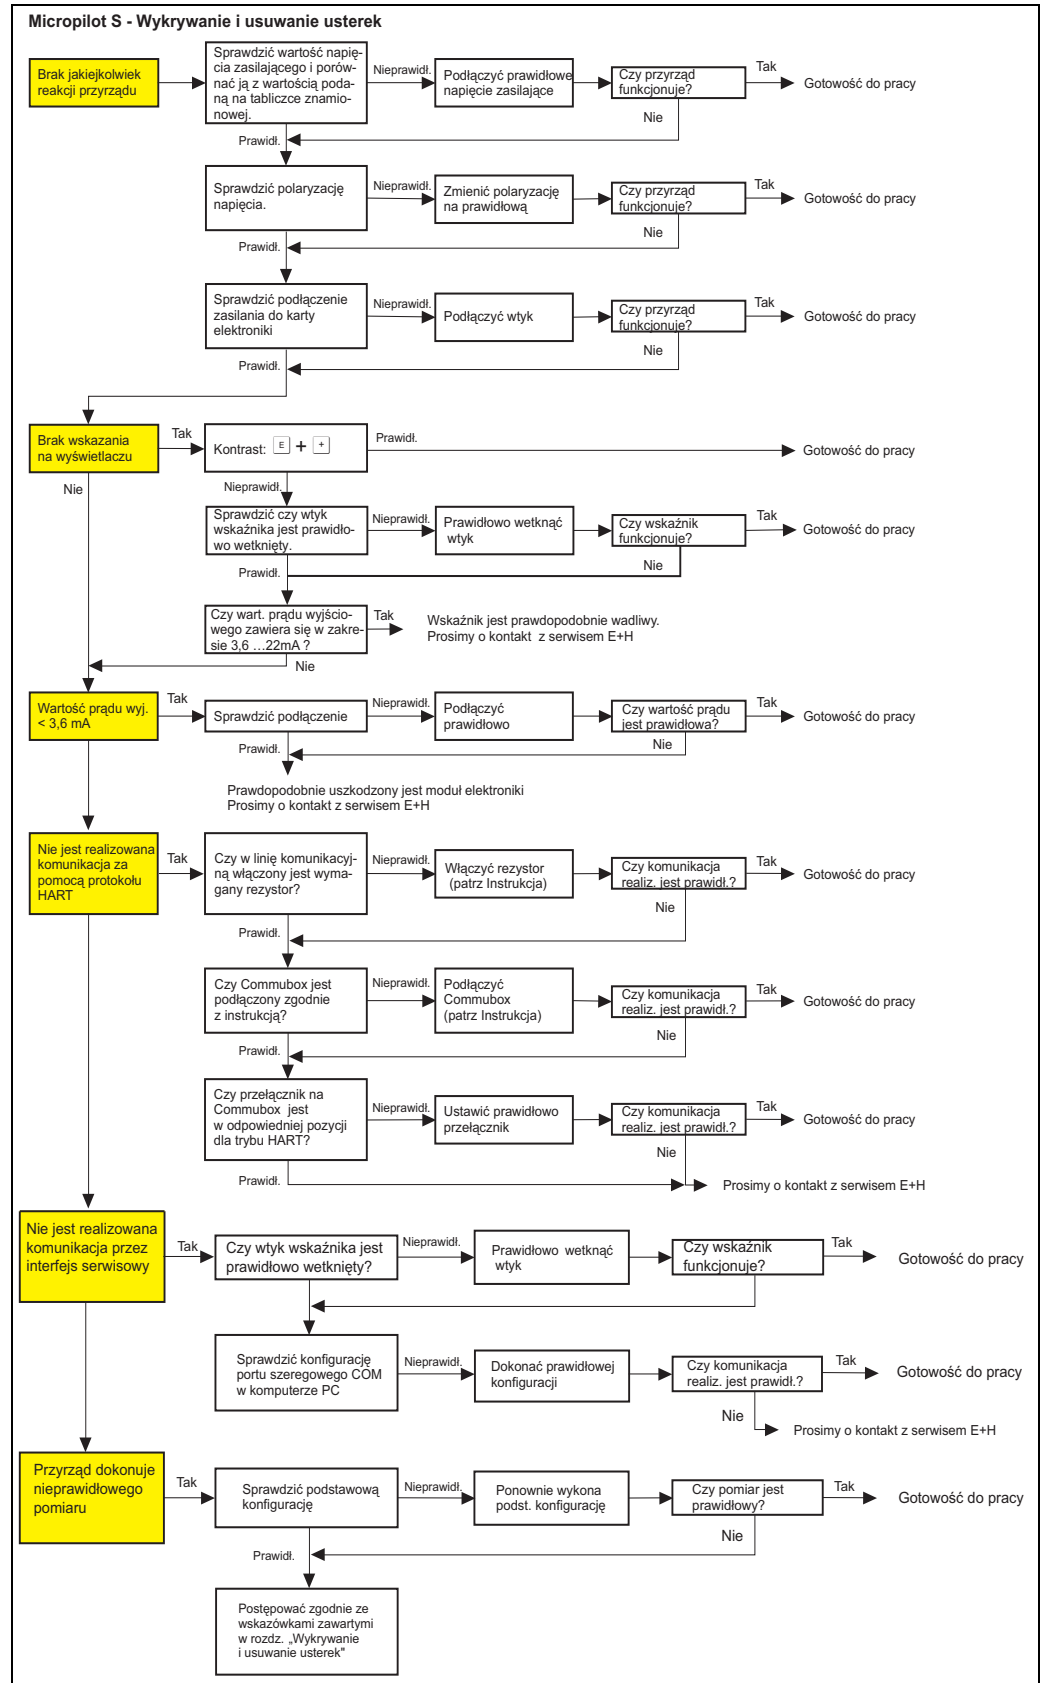 Micropilot S - Wykrywanie i usuwanie usterek
Brak jakiejkolwiek
reakcji przyrządu
Sprawdzić wartość napię-
cia zasilającego i porów-
nać ją z wartością poda-
ną na tabliczce znamio-
nowej.
Nieprawidł.
Podłączyć prawidłowe
napięcie zasilające
Czy przyrząd
funkcjonuje?
Tak
Gotowość do pracy
Nie
Prawidł.
Sprawdzić polaryzację
napięcia.
Nieprawidł.
Zmienić polaryzację
na prawidłową
Czy przyrząd
funkcjonuje?
Tak
Gotowość do pracy
Nie
Prawidł.
Sprawdzić podłączenie
zasilania do karty
elektroniki
Nieprawidł.
Podłączyć wtyk
Czy przyrząd
funkcjonuje?
Tak
Gotowość do pracy
Nie
Prawidł.
Brak wskazania
na wyświetlaczu
Tak
Kontrast: E + +
Prawidł.
Gotowość do pracy
Nie
Nieprawidł.
Sprawdzić czy wtyk
wskaźnika jest prawidło-
wo wetknięty.
Nieprawidł.
Prawidłowo wetknąć
wtyk
Czy wskaźnik
funkcjonuje?
Tak
Gotowość do pracy
Nie
Prawidł.
Czy wart. prądu wyjścio-
wego zawiera się w zakre-
sie 3,6 …22mA ?
Tak
Wskaźnik jest prawdopodobnie wadliwy.
Prosimy o kontakt z serwisem E+H
Nie
Wartość prądu wyj.
< 3,6 mA
Tak
Sprawdzić podłączenie
Nieprawidł.
Podłączyć
prawidłowo
Czy wartość prądu
jest prawidłowa?
Tak
Gotowość do pracy
Nie
Prawidł.
Prawdopodobnie uszkodzony jest moduł elektroniki
Prosimy o kontakt z serwisem E+H
Nie jest realizowana
komunikacja za
pomocą protokołu
HART
Tak
Czy w linię komunikacyj-
ną włączony jest wyma-
gany rezystor?
Nieprawidł.
Włączyć rezystor
(patrz Instrukcja)
Czy komunikacja
realiz. jest prawidł.?
Tak
Gotowość do pracy
Nie
Prawidł.
Czy Commubox jest
podłączony zgodnie
z instrukcją?
Nieprawidł.
Podłączyć
Commubox
(patrz Instrukcja)
Czy komunikacja
realiz. jest prawidł.?
Tak
Gotowość do pracy
Nie
Prawidł.
Czy przełącznik na
Commubox jest
w odpowiedniej pozycji
dla trybu HART?
Nieprawidł.
Ustawić prawidłowo
przełącznik
Czy komunikacja
realiz. jest prawidł.?
Tak
Gotowość do pracy
Nie
Prawidł.
Prosimy o kontakt z serwisem E+H
Nie jest realizowana
komunikacja przez
interfejs serwisowy
Tak
Czy wtyk wskaźnika jest
prawidłowo wetknięty?
Nieprawidł.
Prawidłowo wetknąć
wtyk
Czy wskaźnik
funkcjonuje?
Tak
Gotowość do pracy
Sprawdzić konfigurację
portu szeregowego COM
w komputerze PC
Nieprawidł.
Dokonać prawidłowej
konfiguracji
Czy komunikacja
realiz. jest prawidł.?
Tak
Gotowość do pracy
Nie
Prosimy o kontakt z serwisem E+H
Przyrząd dokonuje
nieprawidłowego
pomiaru
Tak
Sprawdzić podstawową
konfigurację
Nieprawidł.
Ponownie wykona
podst. konfigurację
Czy pomiar jest
prawidłowy?
Tak
Gotowość do pracy
Nie
Prawidł.
Postępować zgodnie ze
wskazówkami zawartymi
w rozdz. „Wykrywanie
i usuwanie usterek"